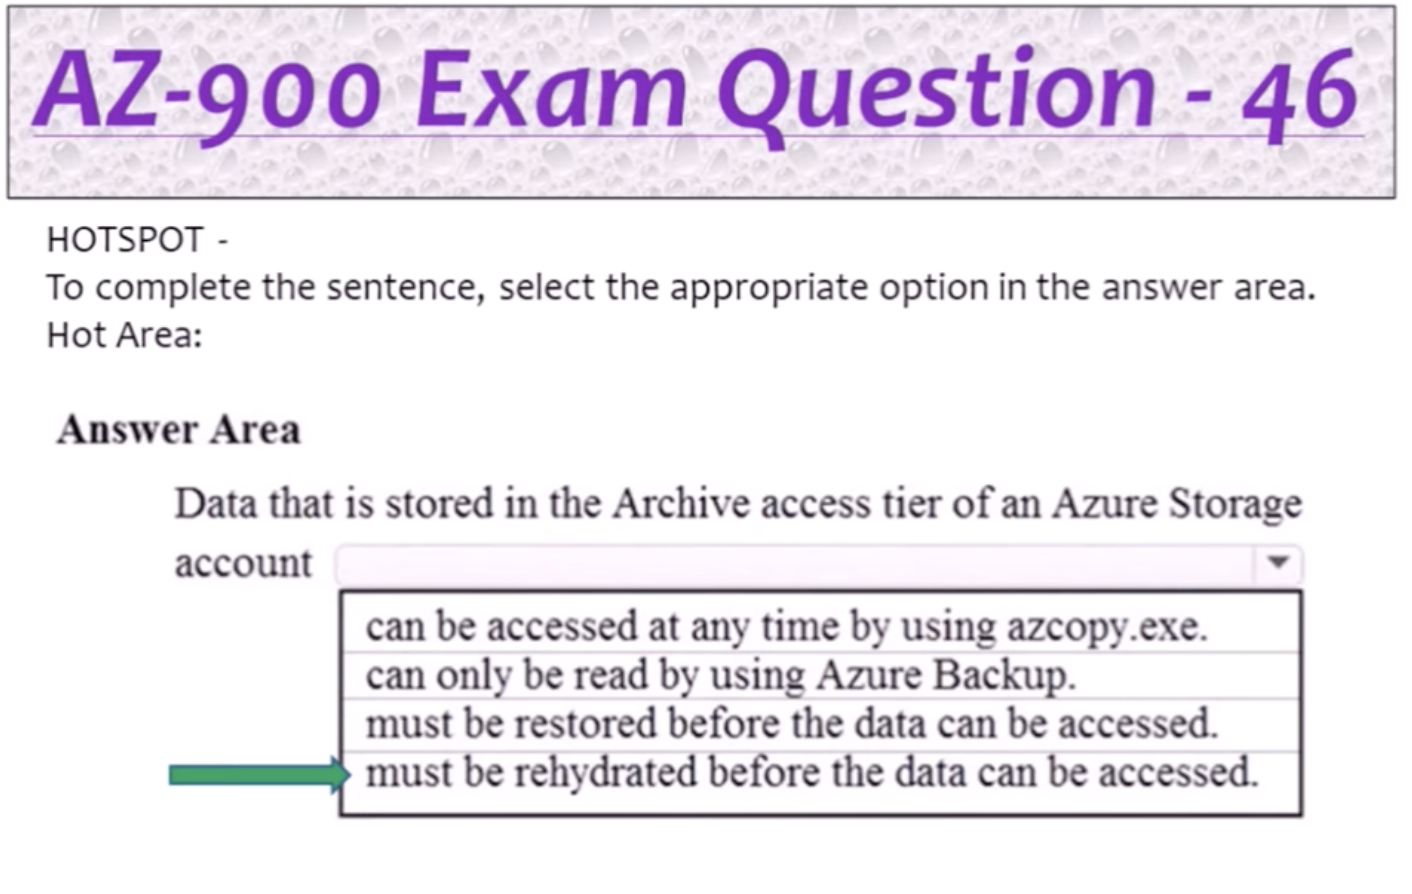 AZ-900 Exam Question - 46
HOTSPOT -
To complete the sentence, select the appropriate option in the answer area.
Hot Area:
Answer Area
Data that is stored in the Archive access tier of an Azure Storage
account
can be accessed at any time by using azcopy.exe.
can only be read by using Azure Backup.
must be restored before the data can be accessed.
must be rehydrated before the data can be accessed.